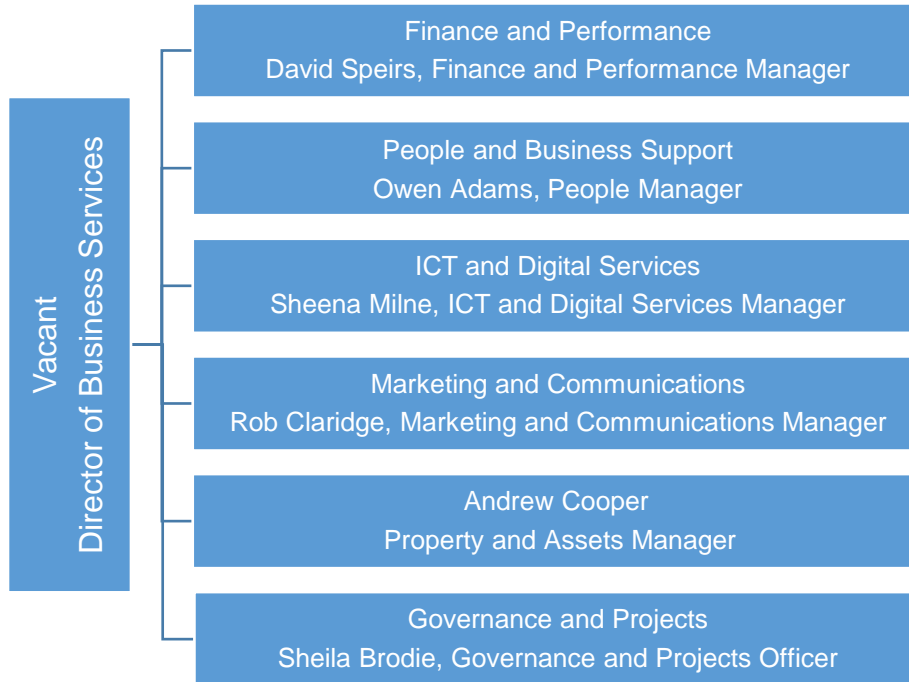 Vacant
Director of Business Services
Finance and Performance
David Speirs, Finance and Performance Manager
People and Business Support
Owen Adams, People Manager
ICT and Digital Services
Sheena Milne, ICT and Digital Services Manager
Marketing and Communications
Rob Claridge, Marketing and Communications Manager
Andrew Cooper
Property and Assets Manager
Governance and Projects
Sheila Brodie, Governance and Projects Officer